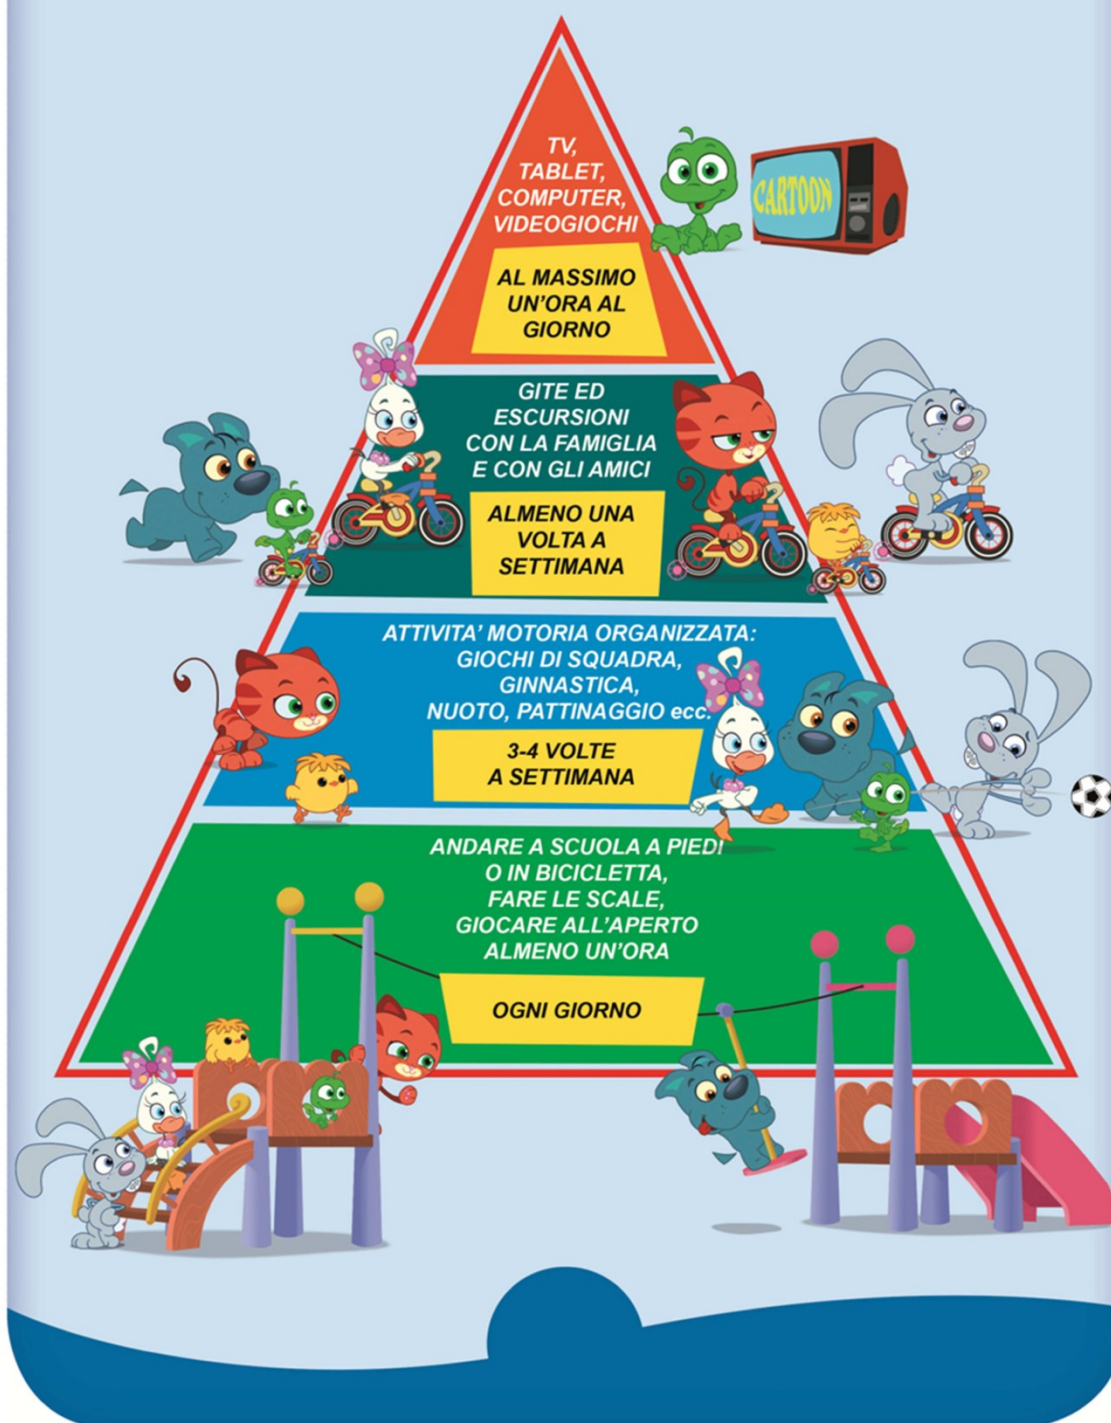 TV,
TABLET,
COMPUTER,
VIDEOGIOCHI
CARTOON
AL MASSIMO
UN'ORA AL
GIORNO
GITE ED
ESCURSIONI
CON LA FAMIGLIA
E CON GLI AMICI
ALMENO UNA
VOLTA A
SETTIMANA
ATTIVITA' MOTORIA ORGANIZZATA:
GIOCHI DI SQUADRA,
GINNASTICA,
NUOTO, PATTINAGGIO ecc.
3-4 VOLTE
A SETTIMANA
ANDARE A SCUOLA A PIEDI
O IN BICICLETTA,
FARE LE SCALE,
GIOCARE ALL'APERTO
ALMENO UN'ORA
OGNI GIORNO